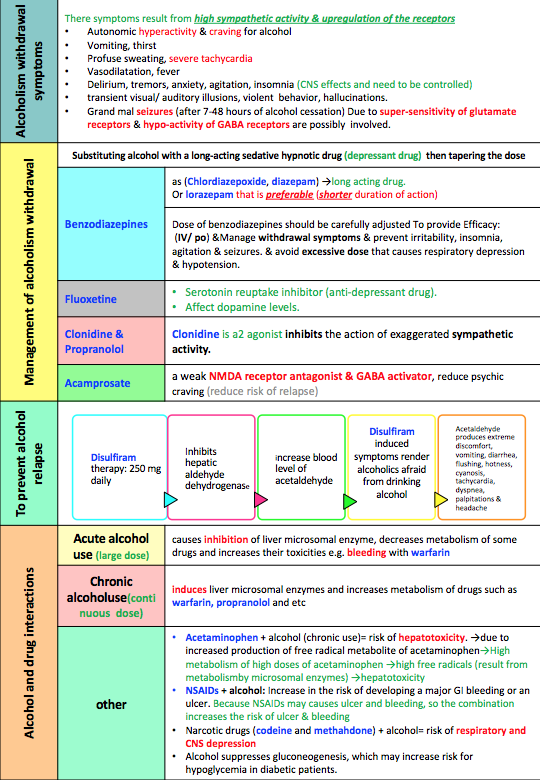 Alcoholism withdrawal
symptoms
There symptoms result from high sympathetic activity & upregulation of the receptors
• Autonomic hyperactivity & craving for alcohol
• Vomiting, thirst
• Profuse sweating, severe tachycardia
• Vasodilatation, fever
• Delirium, tremors, anxiety, agitation, insomnia (CNS effects and need to be controlled)
• transient visual/ auditory illusions, violent behavior, hallucinations.
• Grand mal seizures (after 7-48 hours of alcohol cessation) Due to super-sensitivity of glutamate
receptors & hypo-activity of GABA receptors are possibly involved.
Management of alcoholism withdrawal
Substituting alcohol with a long-acting sedative hypnotic drug (depressant drug) then tapering the dose
Benzodiazepines
as (Chlordiazepoxide, diazepam) →long acting drug.
Or lorazepam that is preferable (shorter duration of action)
Dose of benzodiazepines should be carefully adjusted To provide Efficacy:
(IV/ po) &Manage withdrawal symptoms & prevent irritability, insomnia,
agitation & seizures. & avoid excessive dose that causes respiratory depression
& hypotension.
Fluoxetine
• Serotonin reuptake inhibitor (anti-depressant drug).
• Affect dopamine levels.
Clonidine &
Propranolol
Clonidine is a2 agonist inhibits the action of exaggerated sympathetic
activity.
Acamprosate
a weak NMDA receptor antagonist & GABA activator, reduce psychic
craving (reduce risk of relapse)
To prevent alcohol
relapse
Disulfiram
therapy: 250 mg
daily
Inhibits
hepatic
aldehyde
dehydrogenase
increase blood
level of
acetaldehyde
Disulfiram
induced
symptoms render
alcoholics afraid
from drinking
alcohol
Acetaldehyde
produces extreme
discomfort,
vomiting, diarrhea,
flushing, hotness,
cyanosis,
tachycardia,
dyspnea,
palpitations &
headache
Alcohol and drug interactions
Acute alcohol
use (large dose)
causes inhibition of liver microsomal enzyme, decreases metabolism of some
drugs and increases their toxicities e.g. bleeding with warfarin
Chronic
alcoholuse(conti
nuous dose)
induces liver microsomal enzymes and increases metabolism of drugs such as
warfarin, propranolol and etc
other
• Acetaminophen + alcohol (chronic use)= risk of hepatotoxicity. →due to
increased production of free radical metabolite of acetaminophen→High
metabolism of high doses of acetaminophen →high free radicals (result from
metabolismby microsomal enzymes) →hepatotoxicity
• NSAIDs + alcohol: Increase in the risk of developing a major GI bleeding or an
ulcer. Because NSAIDs may causes ulcer and bleeding, so the combination
increases the risk of ulcer & bleeding
• Narcotic drugs (codeine and methahdone) + alcohol= risk of respiratory and
CNS depression
• Alcohol suppresses gluconeogenesis, which may increase risk for
hypoglycemia in diabetic patients.